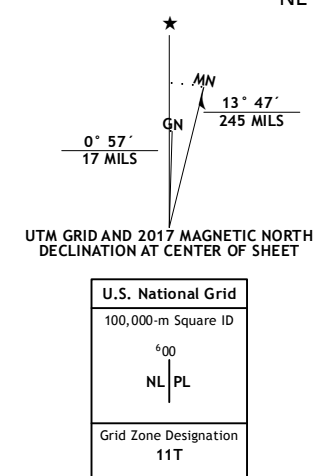 NL
★
MN
GN
13° 47´
245 MILS
0° 57´
17 MILS
UTM GRID AND 2017 MAGNETIC NORTH
DECLINATION AT CENTER OF SHEET
U.S. National Grid
100,000-m Square ID
⁶00
NL PL
Grid Zone Designation
11T